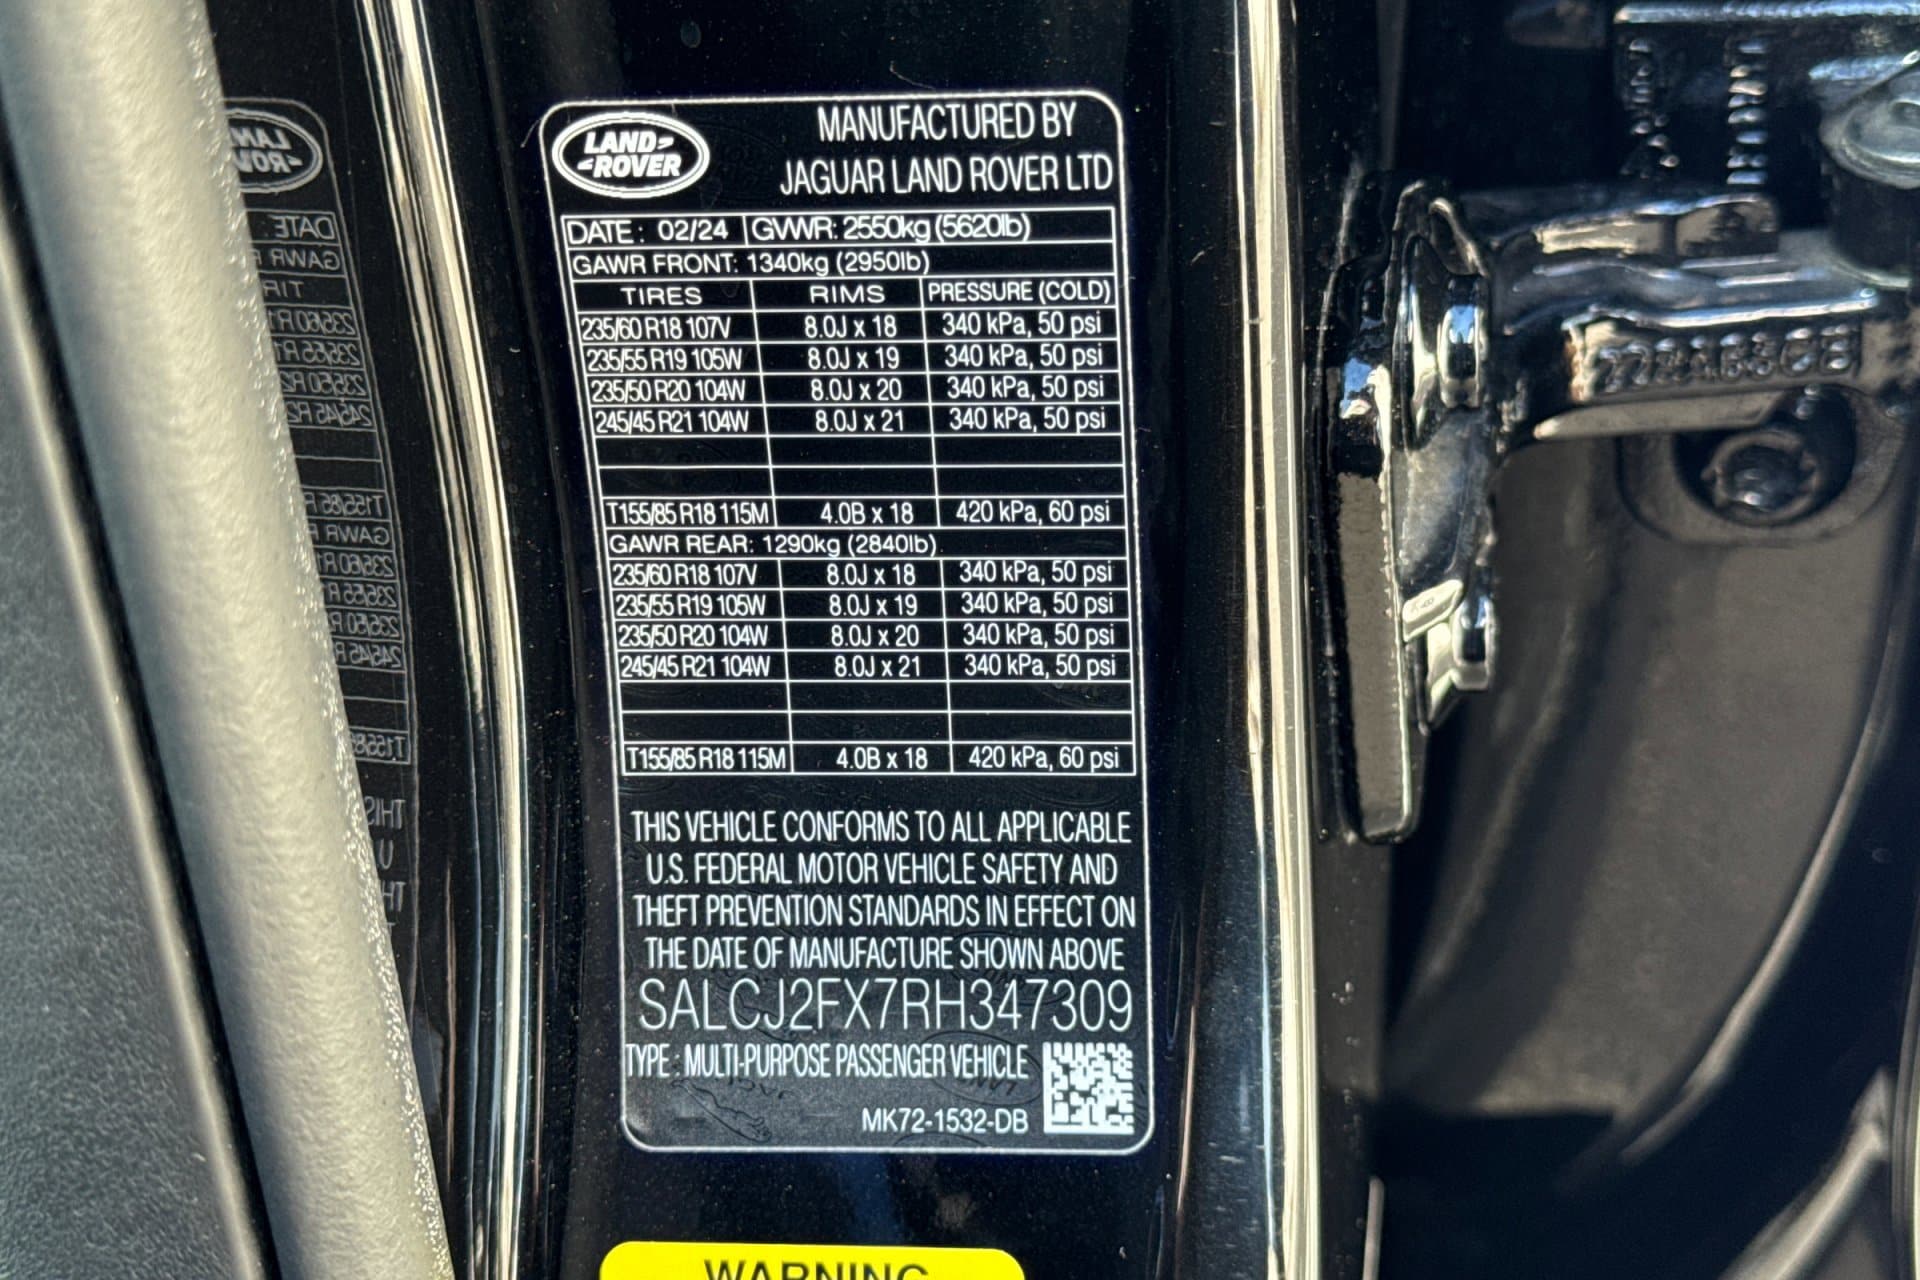 LAND ROVER
MANUFACTURED BY
JAGUAR LAND ROVER LTD
DATE : 02/24 GVWR: 2550kg (5620lb)
GAWR FRONT: 1340kg (2950lb)
TIRES RIMS PRESSURE (COLD)
235/60 R18 107V 8.0J x 18 340 kPa, 50 psi
235/55 R19 105W 8.0J x 19 340 kPa, 50 psi
235/50 R20 104W 8.0J x 20 340 kPa, 50 psi
245/45 R21 104W 8.0J x 21 340 kPa, 50 psi
T155/85 R18 115M 4.0B x 18 420 kPa, 60 psi
GAWR REAR: 1290kg (2840lb)
235/60 R18 107V 8.0J x 18 340 kPa, 50 psi
235/55 R19 105W 8.0J x 19 340 kPa, 50 psi
235/50 R20 104W 8.0J x 20 340 kPa, 50 psi
245/45 R21 104W 8.0J x 21 340 kPa, 50 psi
T155/85 R18 115M 4.0B x 18 420 kPa, 60 psi
THIS VEHICLE CONFORMS TO ALL APPLICABLE
U.S. FEDERAL MOTOR VEHICLE SAFETY AND
THEFT PREVENTION STANDARDS IN EFFECT ON
THE DATE OF MANUFACTURE SHOWN ABOVE
SALCJ2FX7RH347309
TYPE : MULTI-PURPOSE PASSENGER VEHICLE
MK72-1532-DB
WARNING